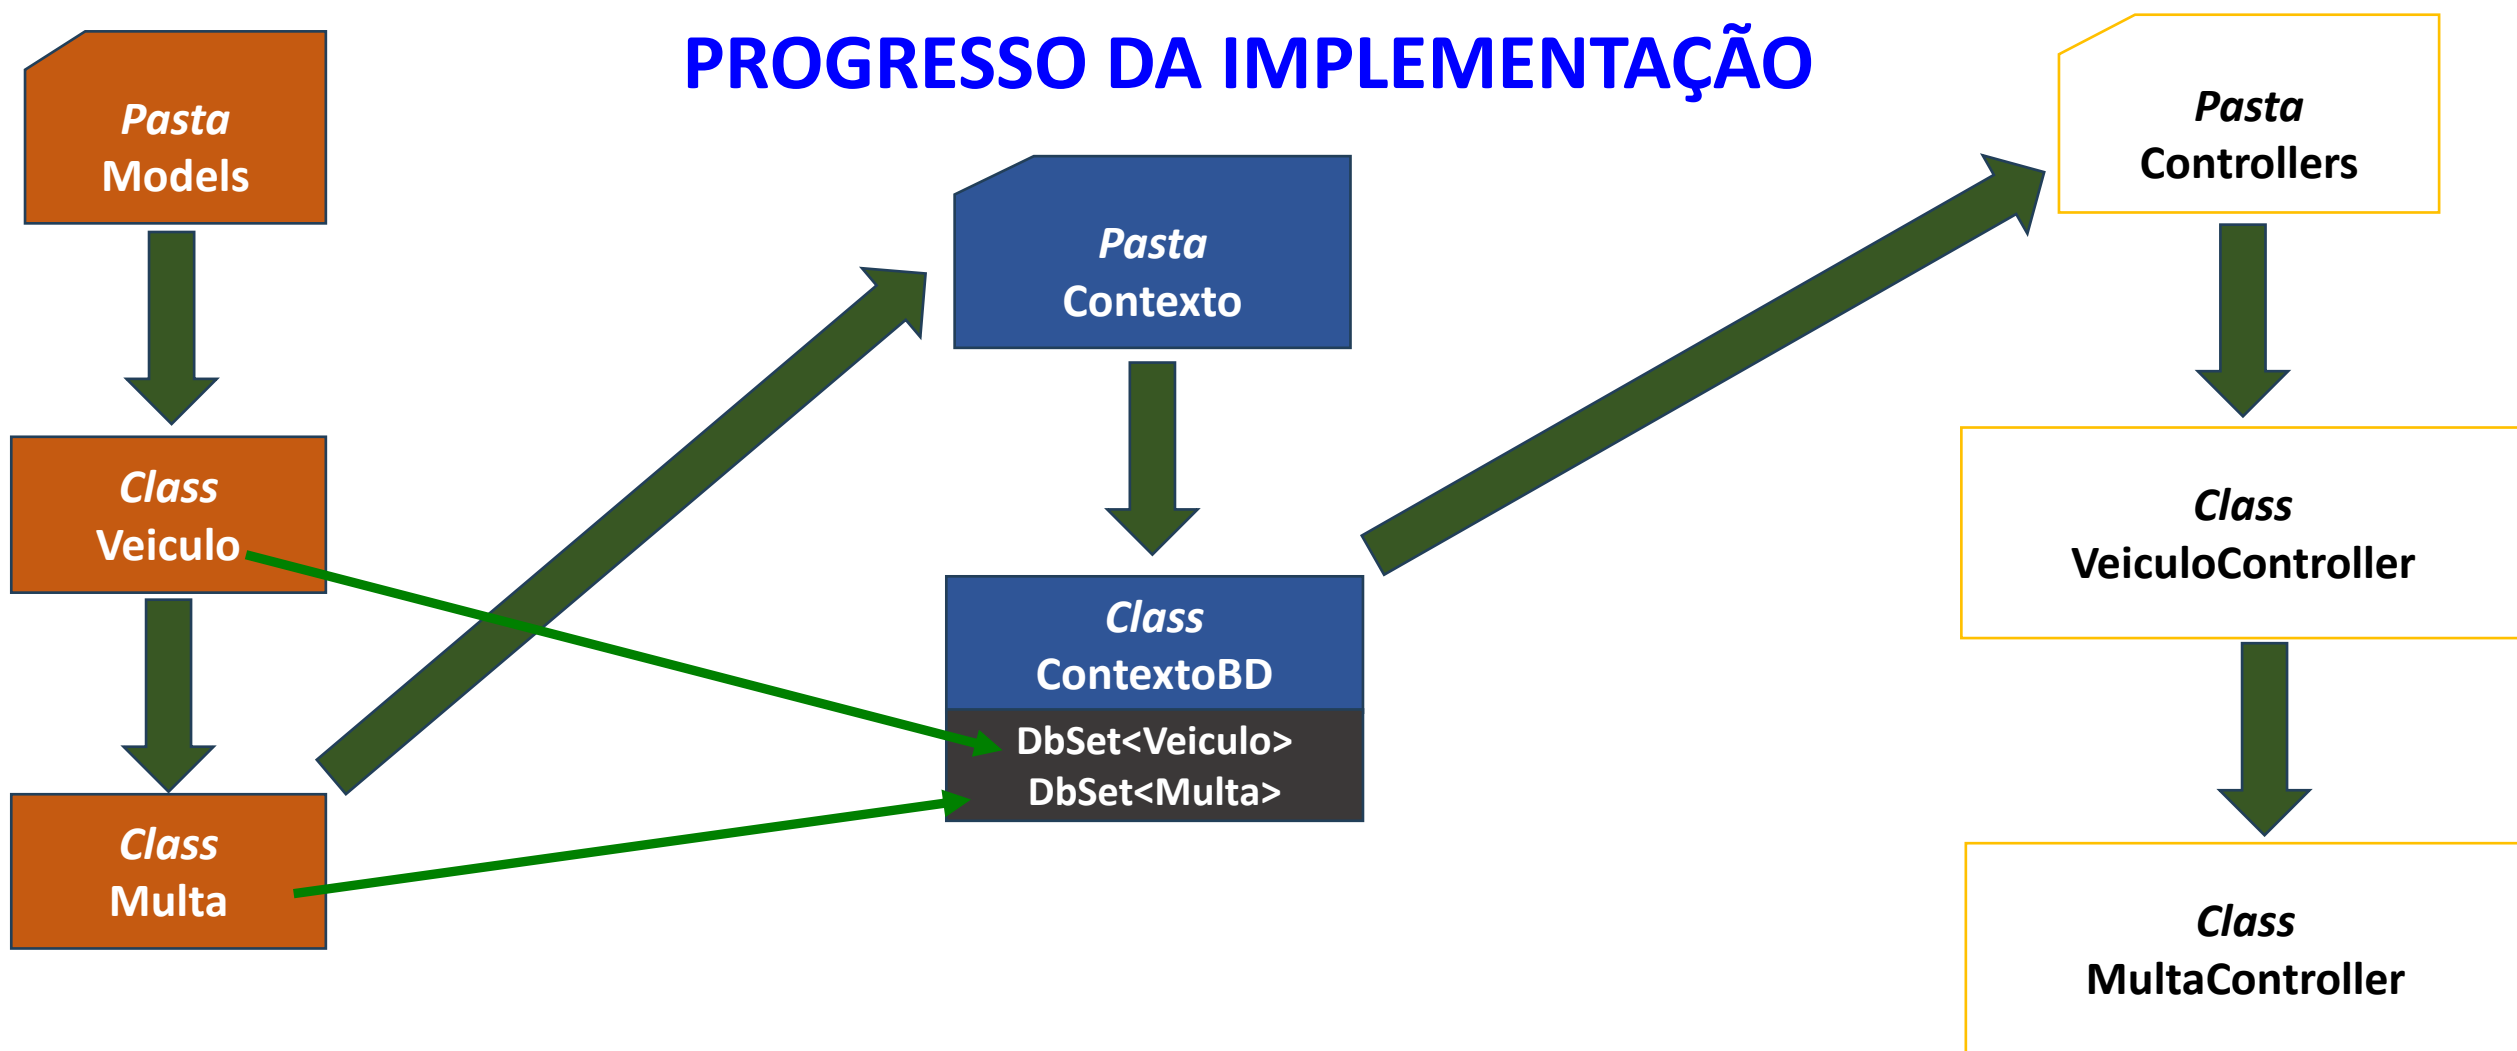 PROGRESSO DA IMPLEMENTAÇÃO
Pasta
Models
Class
Veiculo
Class
Multa
Pasta
Contexto
Class
ContextoBD
DbSet<Veiculo>
DbSet<Multa>
Pasta
Controllers
Class
VeiculoController
Class
MultaController